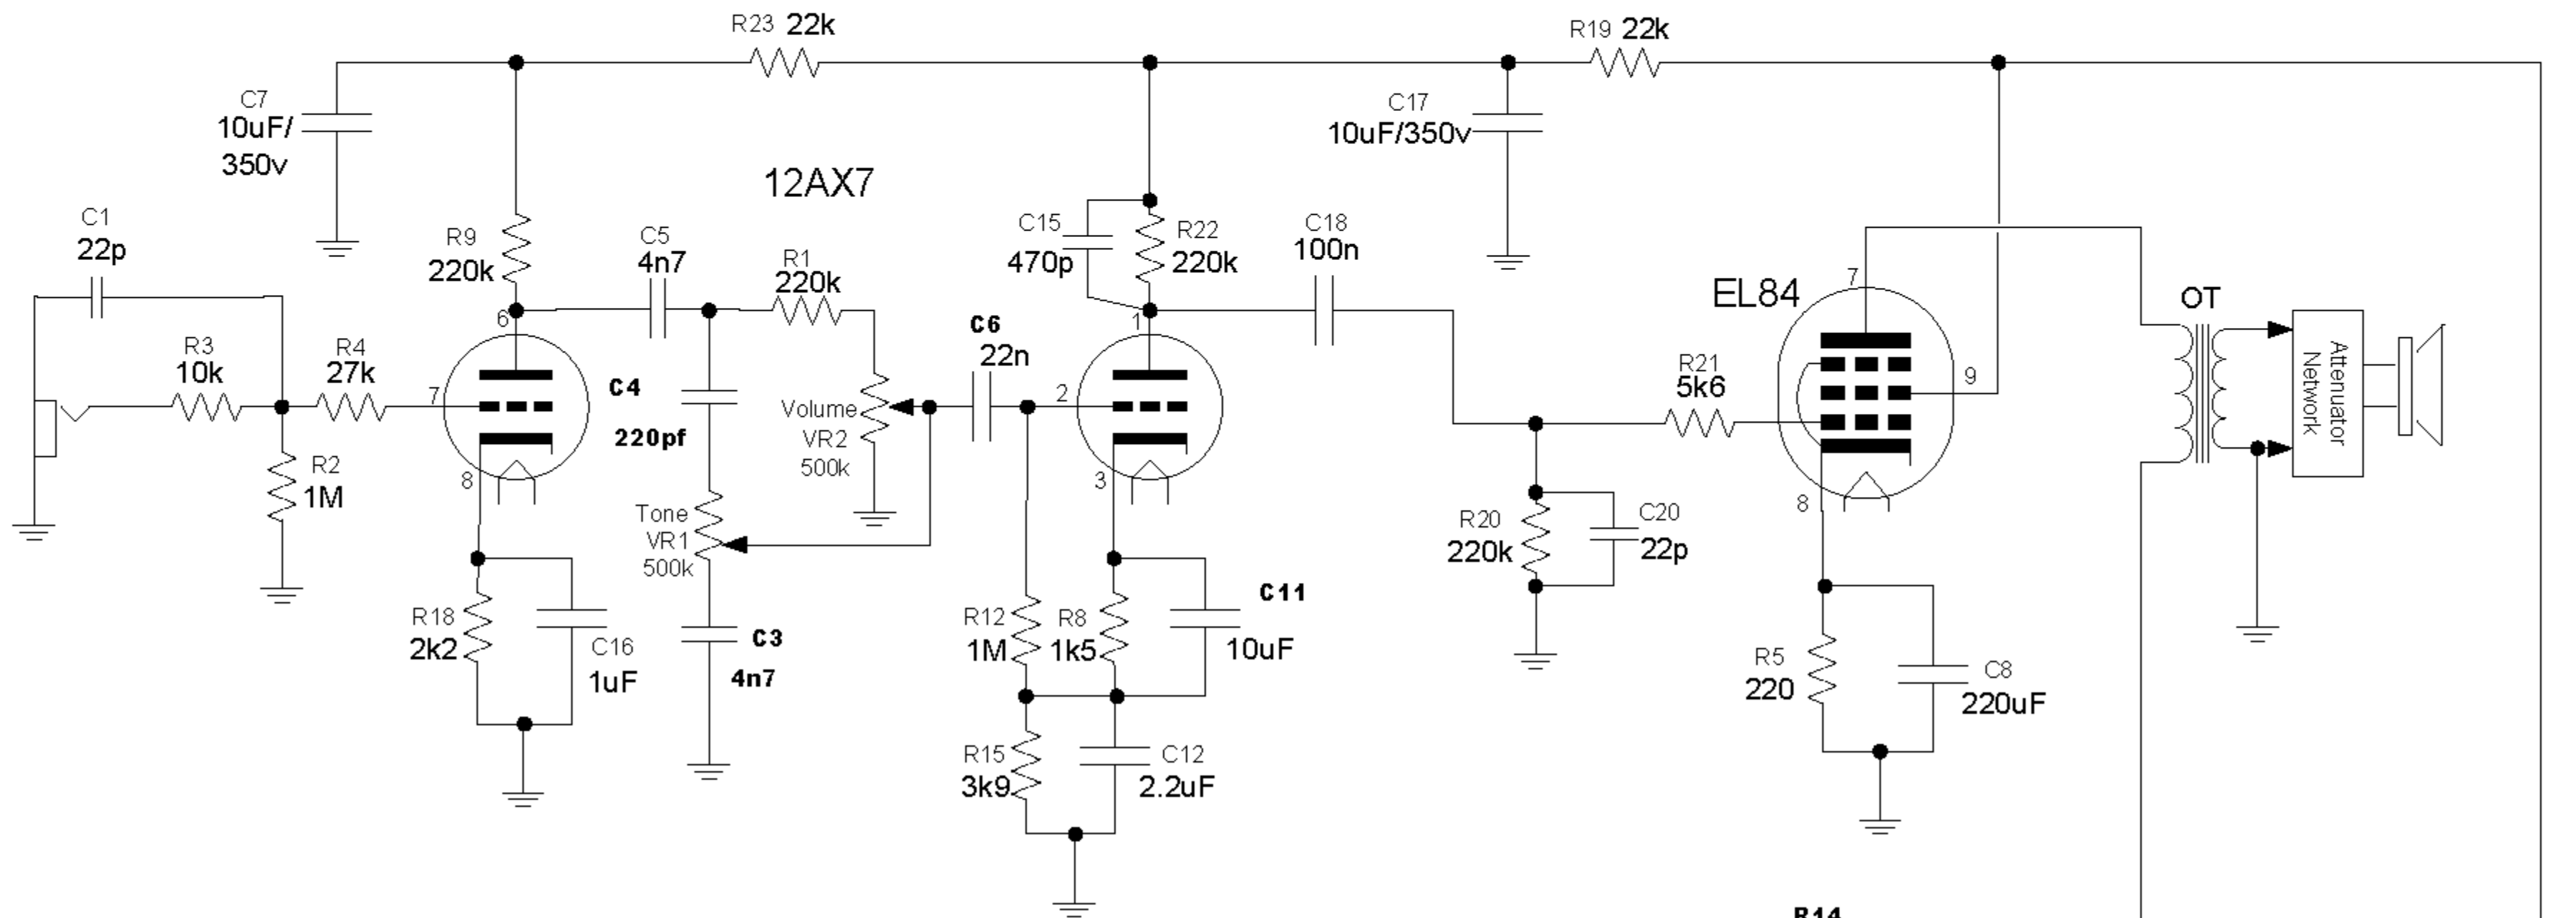 R23 22k
R19 22k
C7
10uF/
350v
C17
10uF/350v
12AX7
C1
22p
R9
220k
C5
4n7
R1
220k
C15
470p
R22
220k
C18
100n
EL84
7
OT
6
C6
22n
1
R3
10k
R4
27k
7
C4
220pf
Volume
VR2
500k
2
R21
5k6
9
Attenuator
Network
R2
1M
8
3
8
Tone
VR1
500k
R20
220k
C20
22p
R18
2k2
C16
1uF
C3
4n7
R12
1M
R8
1k5
C11
10uF
R5
220
C8
220uF
R15
3k9
C12
2.2uF
R14